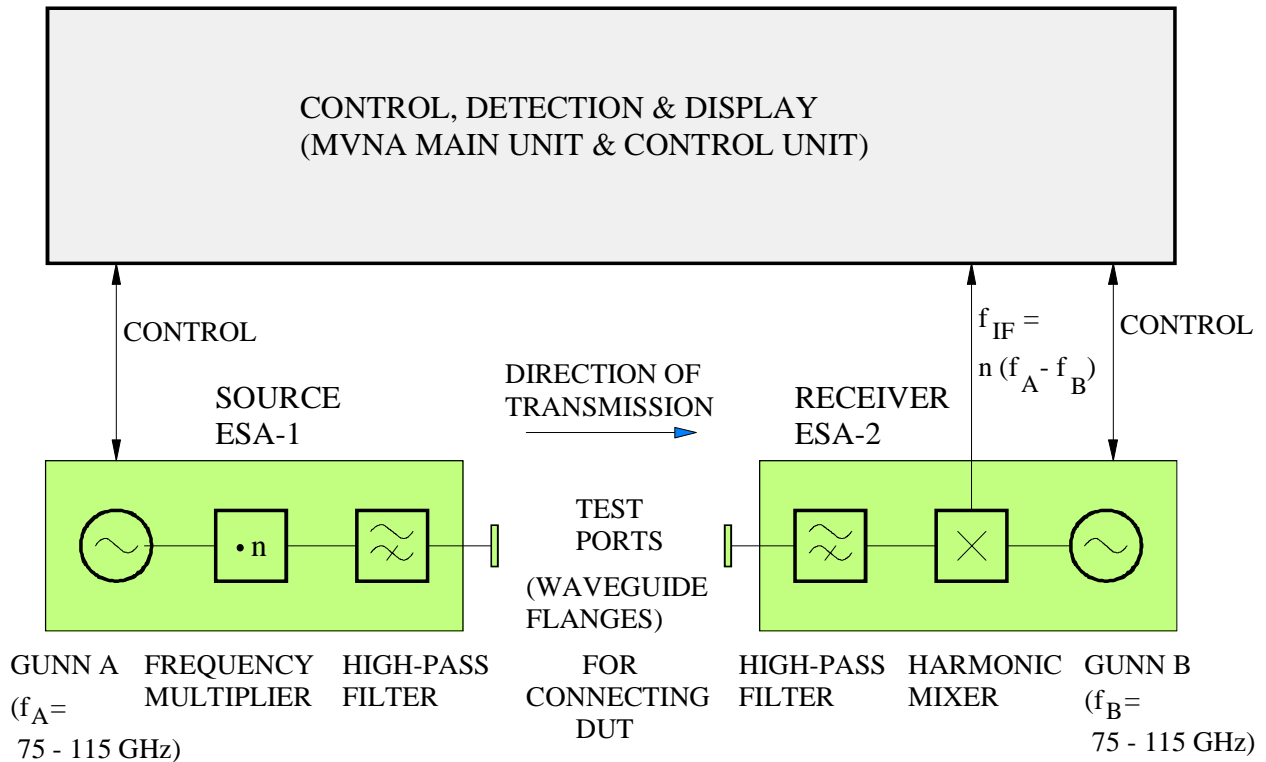 CONTROL, DETECTION & DISPLAY
(MVNA MAIN UNIT & CONTROL UNIT)
CONTROL
f IF =
n (f A - f B)
CONTROL
DIRECTION OF
TRANSMISSION
SOURCE
ESA-1
RECEIVER
ESA-2
• n
TEST
PORTS
(WAVEGUIDE
FLANGES)
FOR
CONNECTING
DUT
GUNN A
(fA=
75 - 115 GHz)
FREQUENCY
MULTIPLIER
HIGH-PASS
FILTER
HIGH-PASS
FILTER
HARMONIC
MIXER
GUNN B
(fB=
75 - 115 GHz)